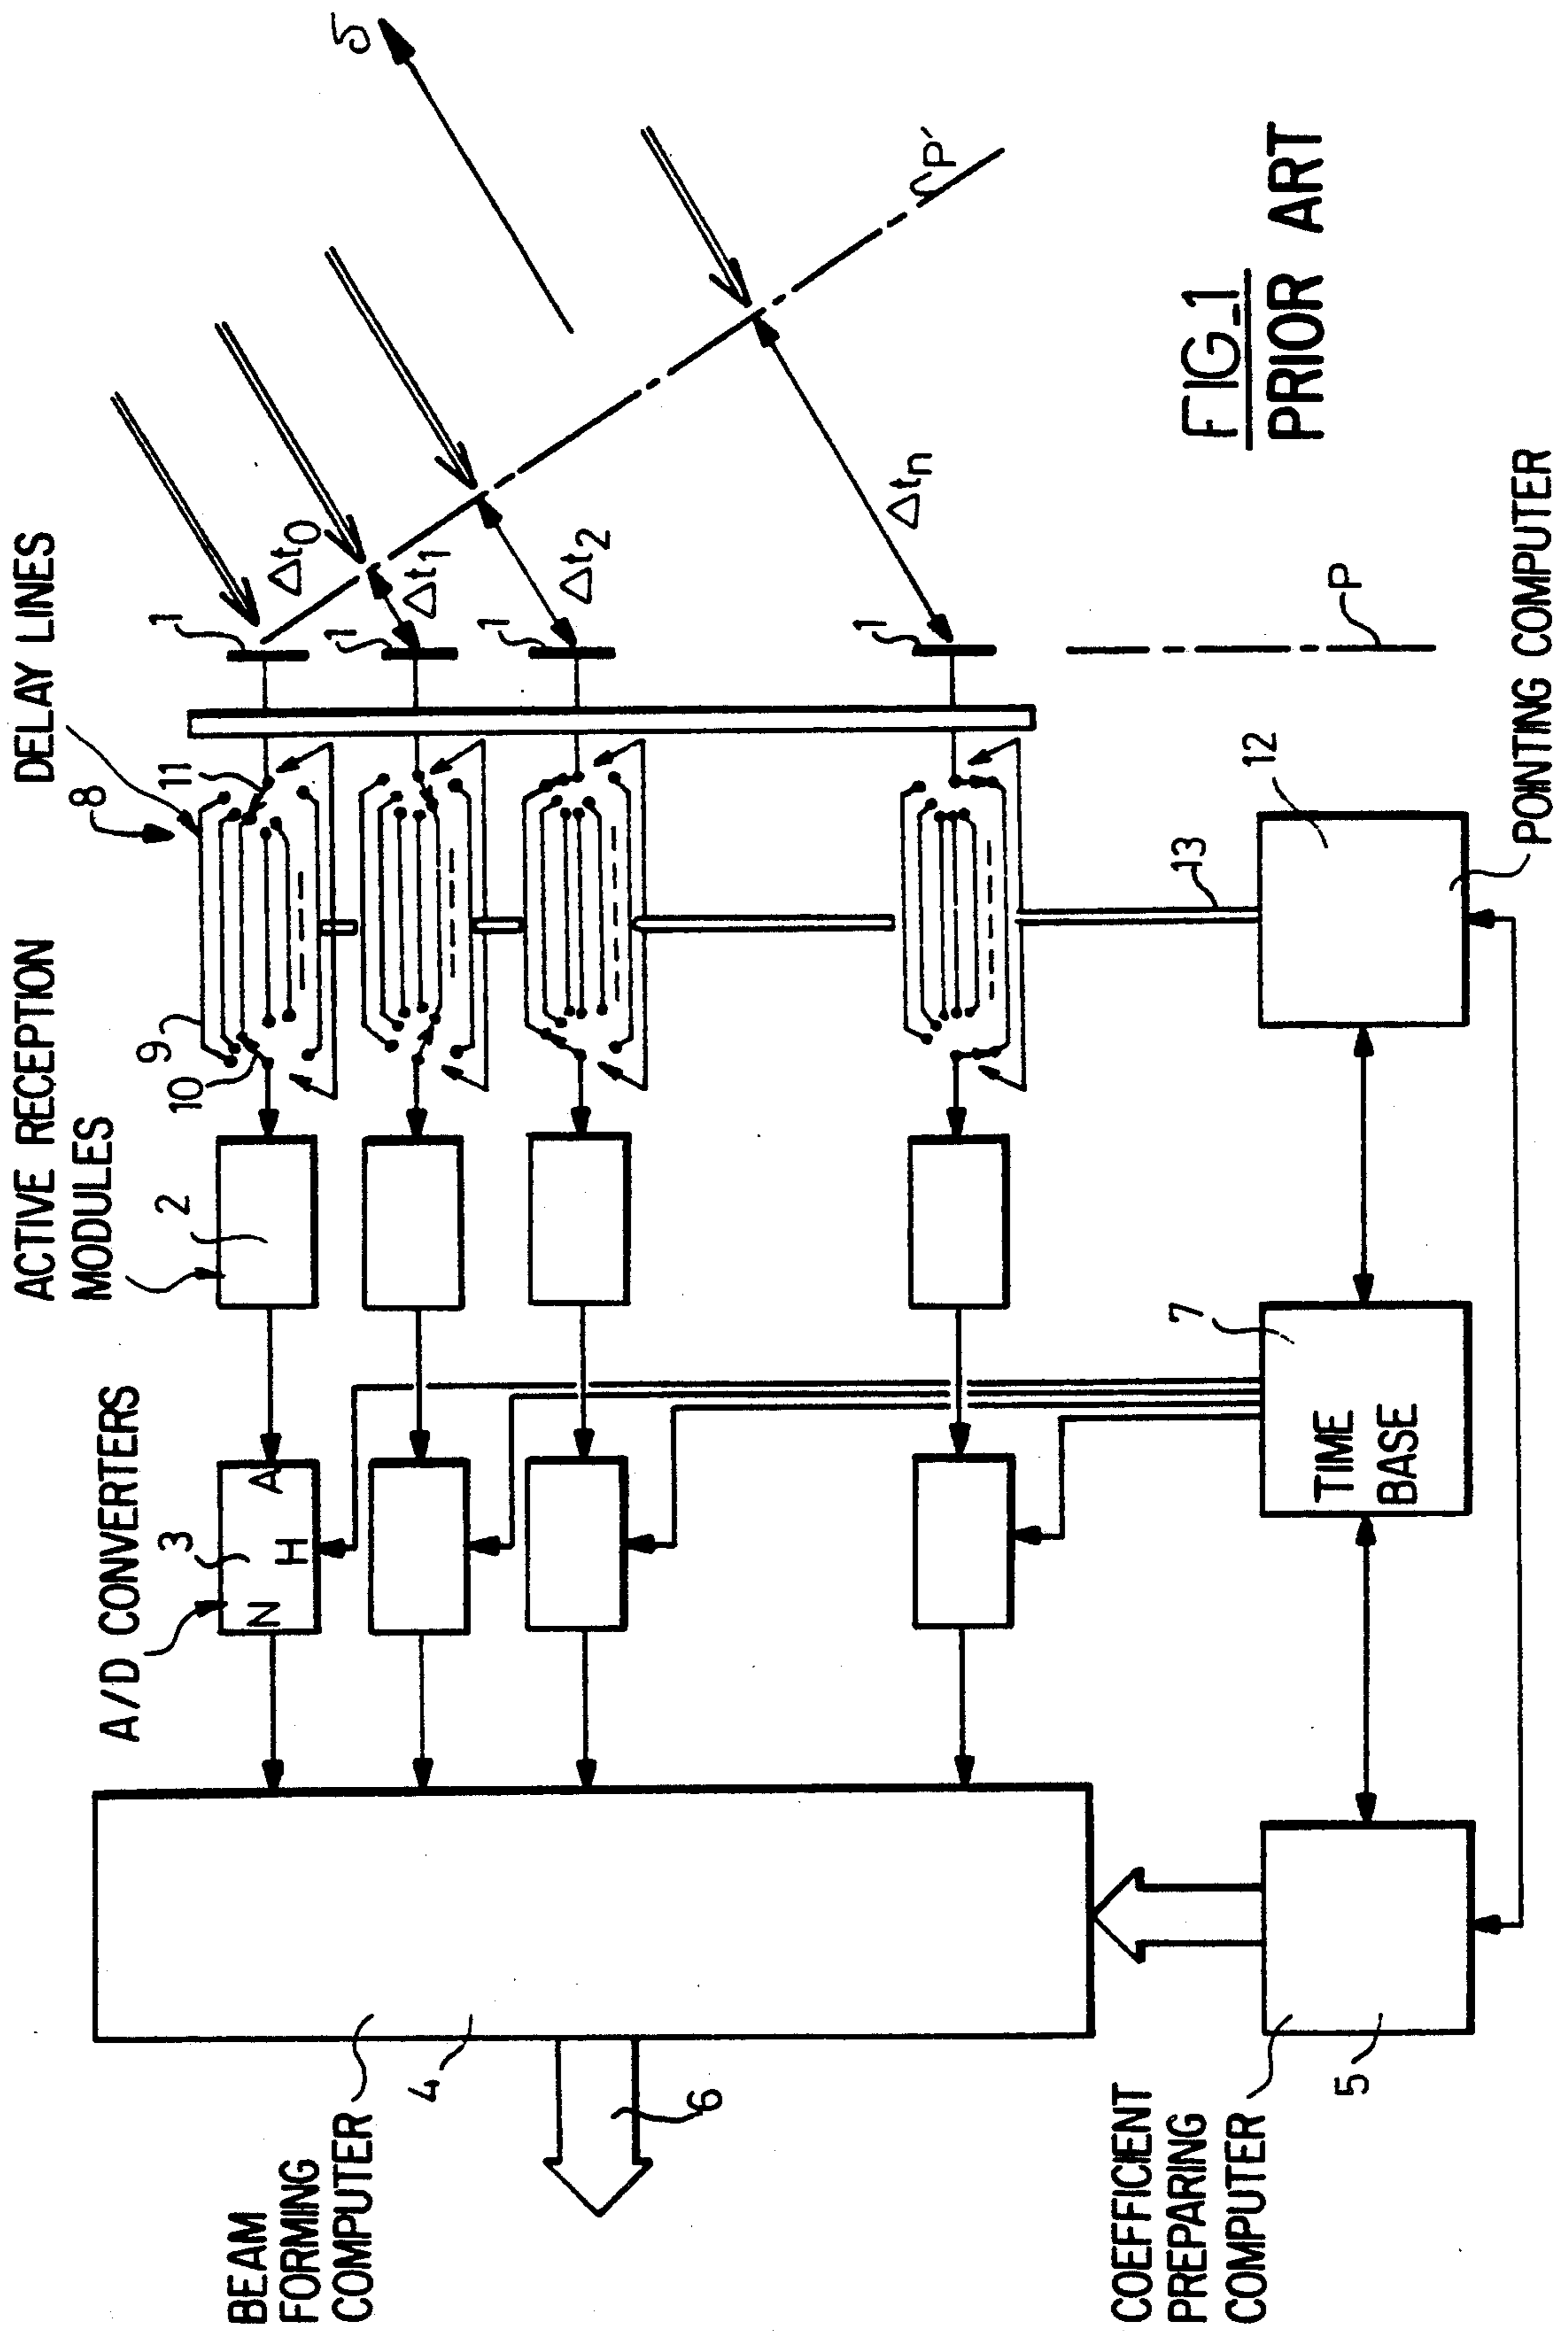 BEAM
FORMING
COMPUTER
4
6
COEFFICIENT
PREPARING
COMPUTER
5
A/D CONVERTERS
3
N
H
A
TIME
BASE
7
ACTIVE RECEPTION
MODULES
2
DELAY LINES
8
9
10
11
12
13
POINTING COMPUTER
1
1
1
1
Δt0
Δt1
Δt2
Δtn
P
P'
FIG_1
PRIOR ART